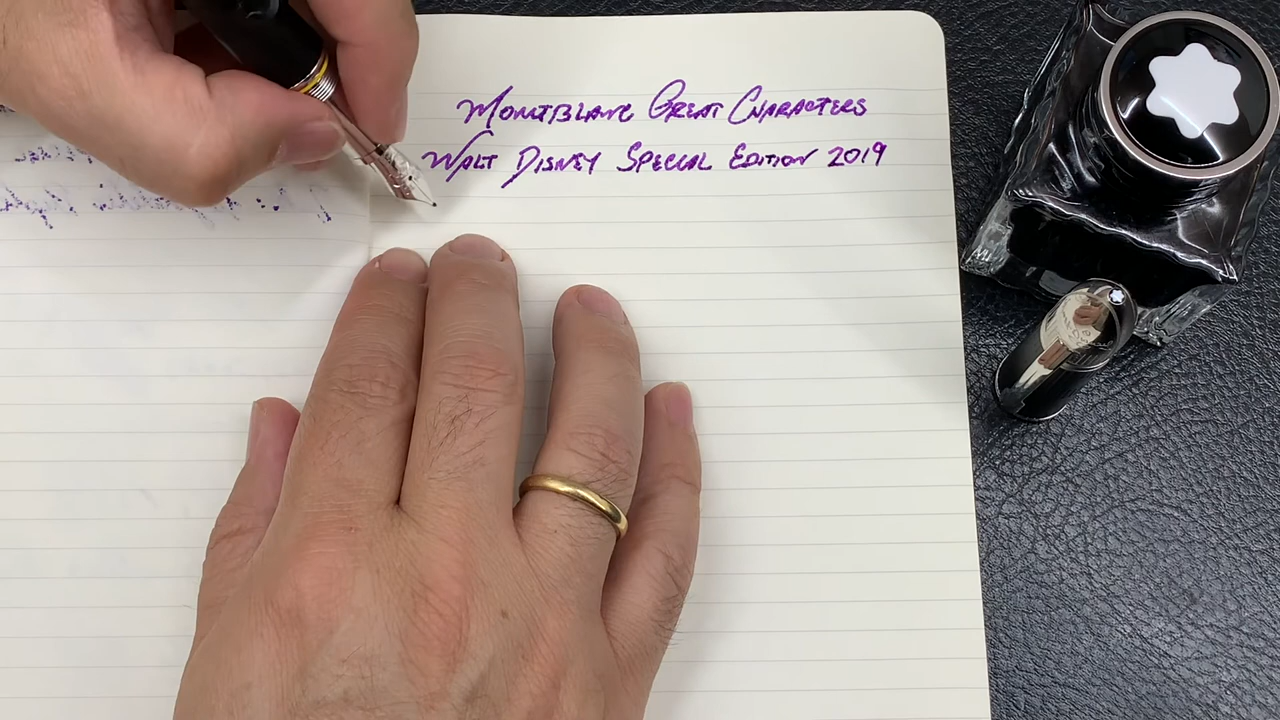 MONTBLANC GREAT CHARACTERS
WALT DISNEY SPECIAL EDITION 2019